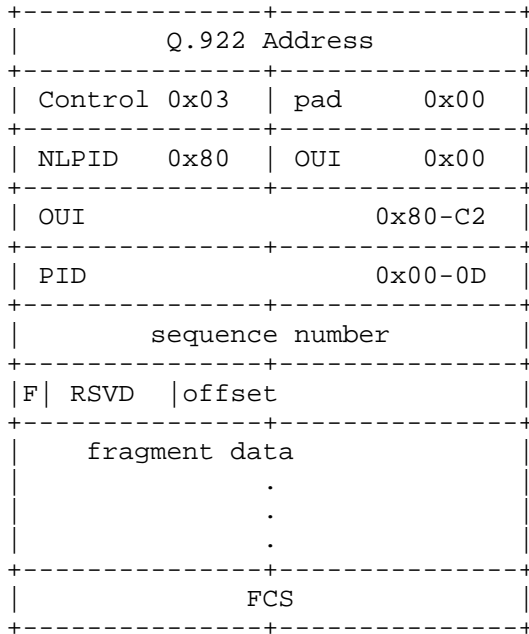 +---------------+---------------+
|         Q.922 Address         |
+---------------+---------------+
| Control 0x03  | pad     0x00  |
+---------------+---------------+
| NLPID   0x80  | OUI     0x00  |
+---------------+---------------+
| OUI                  0x80-C2  |
+---------------+---------------+
| PID                  0x00-0D  |
+---------------+---------------+
|        sequence number        |
+---------------+---------------+
|F| RSVD  |offset               |
+---------------+---------------+
|    fragment data              |
|               .               |
|               .               |
|               .               |
+---------------+---------------+
|              FCS              |
+---------------+---------------+